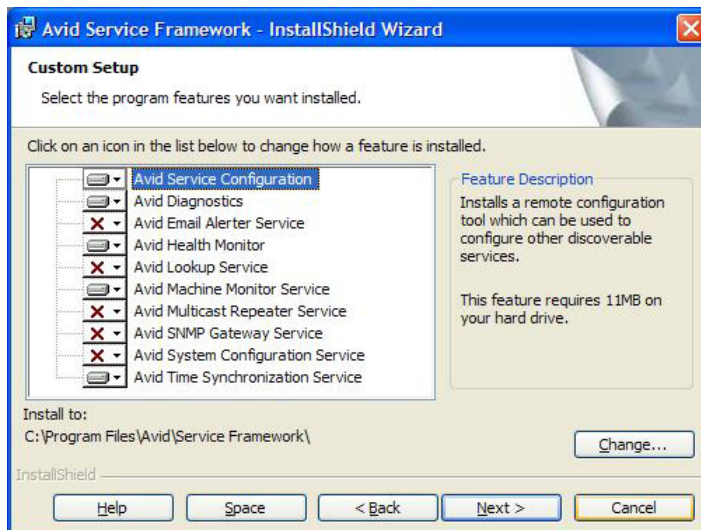 Avid Service Framework - InstallShield Wizard
Custom Setup
Select the program features you want installed.
Click on an icon in the list below to change how a feature is installed.
Avid Service Configuration
Avid Diagnostics
Avid Email Alerter Service
Avid Health Monitor
Avid Lookup Service
Avid Machine Monitor Service
Avid Multicast Repeater Service
Avid SNMP Gateway Service
Avid System Configuration Service
Avid Time Synchronization Service
Feature Description
Installs a remote configuration
tool which can be used to
configure other discoverable
services.
This feature requires 11MB on
your hard drive.
Install to:
C:\Program Files\Avid\Service Framework\
Change...
InstallShield
Help
Space
< Back
Next >
Cancel